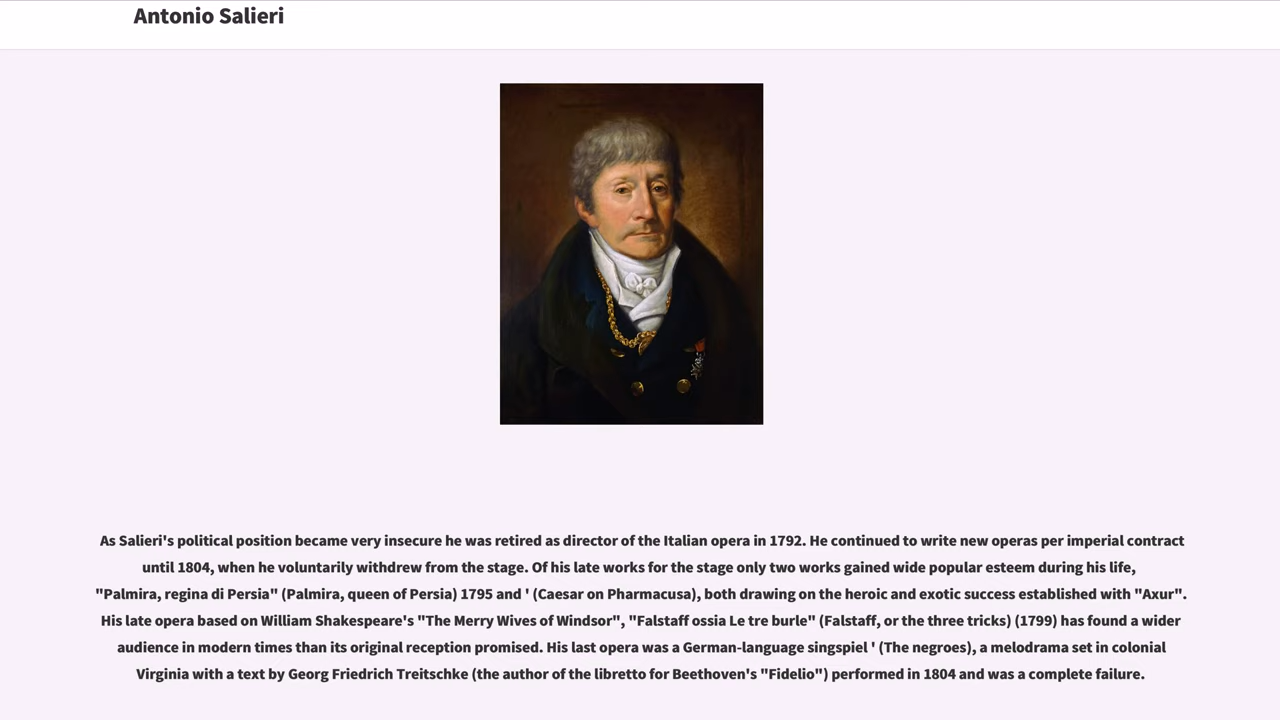 Antonio Salieri
As Salieri's political position became very insecure he was retired as director of the Italian opera in 1792. He continued to write new operas per imperial contract
until 1804, when he voluntarily withdrew from the stage. Of his late works for the stage only two works gained wide popular esteem during his life,
"Palmira, regina di Persia" (Palmira, queen of Persia) 1795 and ' (Caesar on Pharmacusa), both drawing on the heroic and exotic success established with "Axur".
His late opera based on William Shakespeare's "The Merry Wives of Windsor", "Falstaff ossia Le tre burle" (Falstaff, or the three tricks) (1799) has found a wider
audience in modern times than its original reception promised. His last opera was a German-language singspiel ' (The negroes), a melodrama set in colonial
Virginia with a text by Georg Friedrich Treitschke (the author of the libretto for Beethoven's "Fidelio") performed in 1804 and was a complete failure.